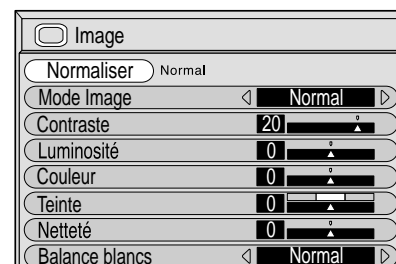 Image
Normaliser Normal
Mode Image Normal
Contraste 20
Luminosité 0
Couleur 0
Teinte 0
Netteté 0
Balance blancs Normal